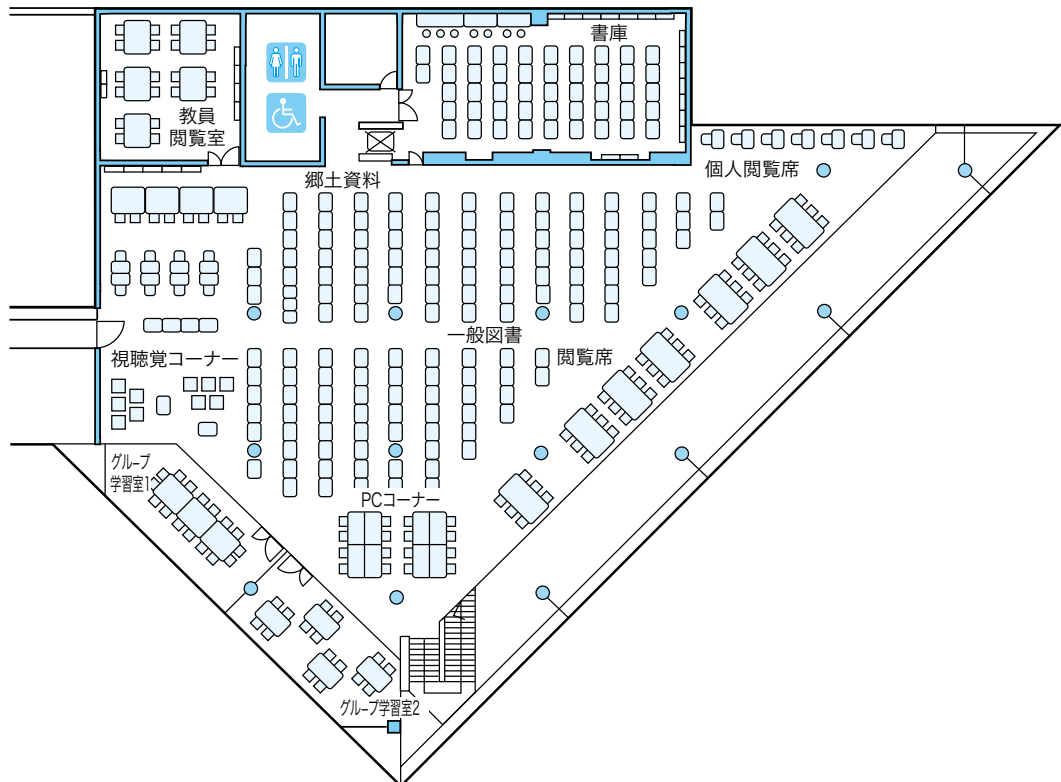 書庫
教員
閲覧室
個人閲覧席
郷土資料
一般図書
閲覧席
視聴覚コーナー
グループ
学習室1
PCコーナー
グループ学習室2